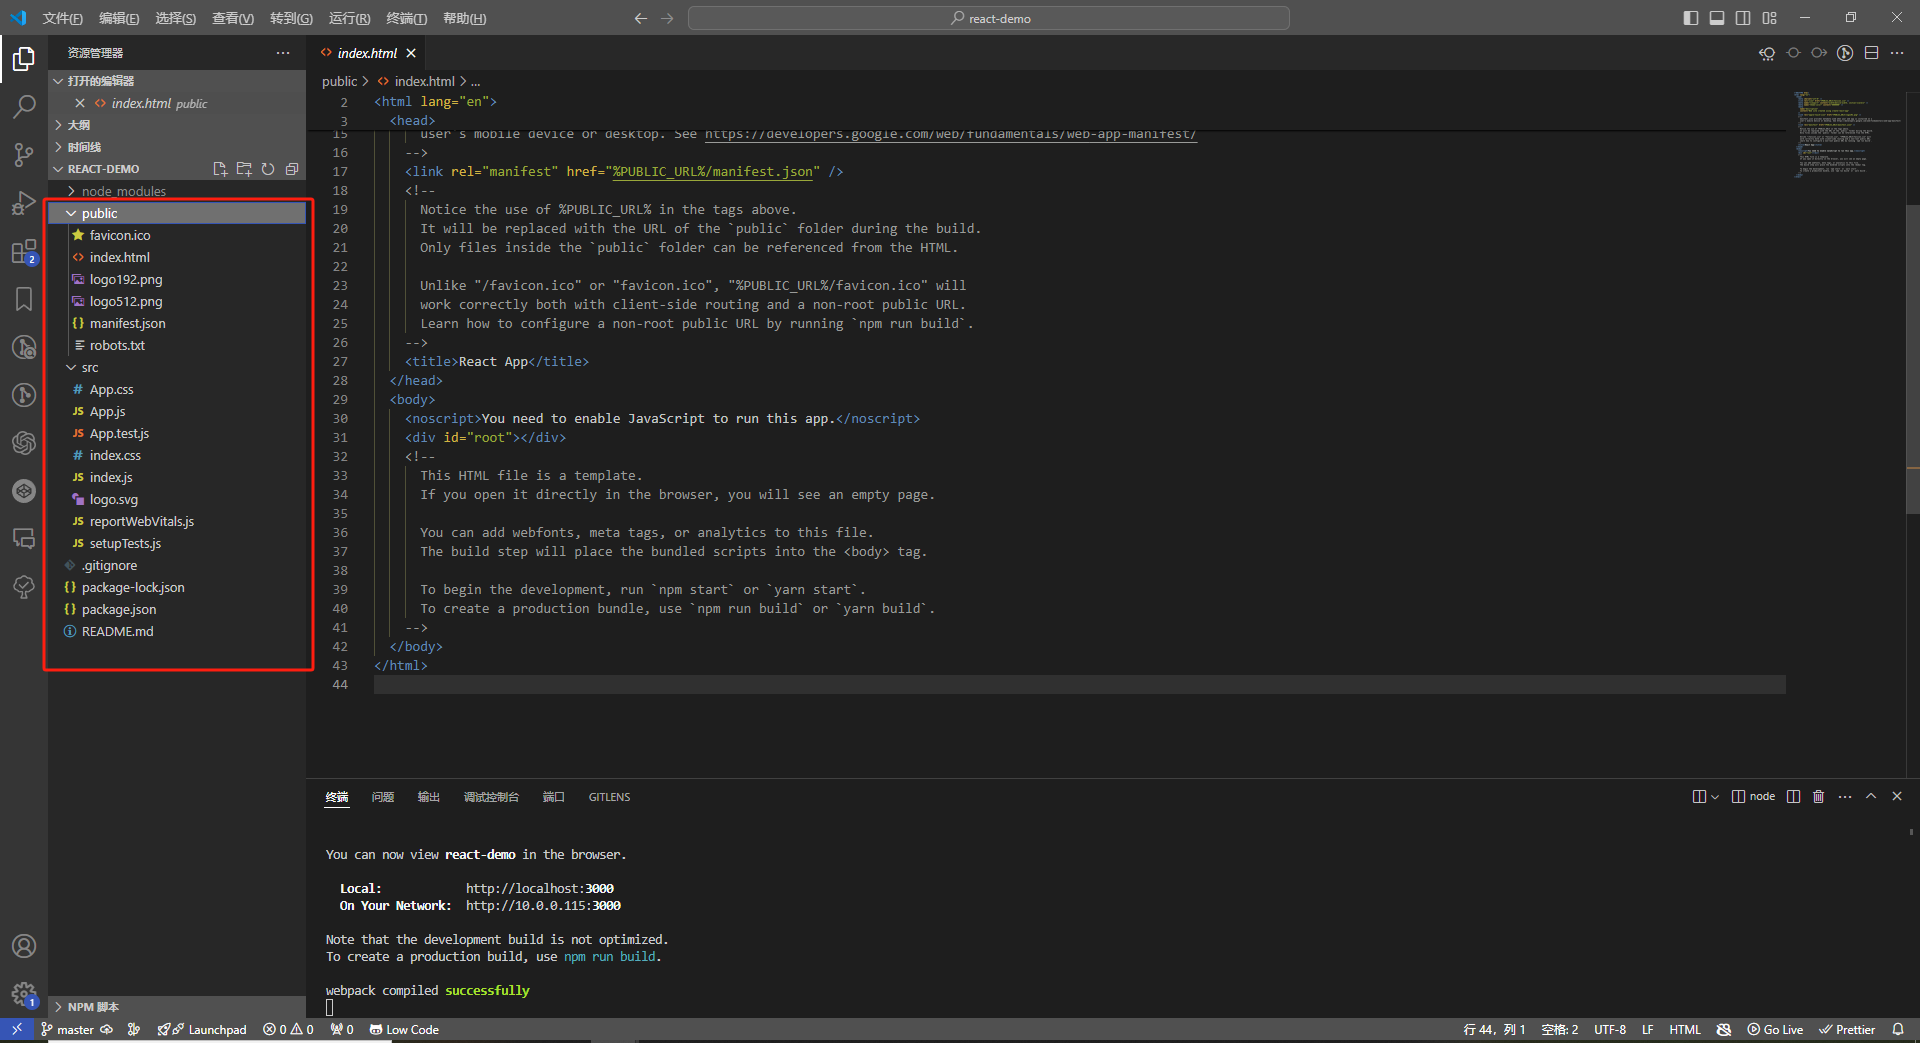 文件(F) 编辑(E) 选择(S) 查看(V) 转到(G) 运行(R) 终端(T) 帮助(H) react-demo
资源管理器
打开的编辑器
index.html public
大纲
时间线
REACT-DEMO
node_modules
public
favicon.ico
index.html
logo192.png
logo512.png
manifest.json
robots.txt
src
App.css
App.js
App.test.js
index.css
index.js
logo.svg
reportWebVitals.js
setupTests.js
.gitignore
package-lock.json
package.json
README.md
NPM 脚本
2
1
index.html
public > index.html > ...
2 <html lang="en">
3 <head>
15 user's mobile device or desktop. See https://developers.google.com/web/fundamentals/web-app-manifest/
16 -->
17 <link rel="manifest" href="%PUBLIC_URL%/manifest.json" />
18 <!--
19 Notice the use of %PUBLIC_URL% in the tags above.
20 It will be replaced with the URL of the `public` folder during the build.
21 Only files inside the `public` folder can be referenced from the HTML.
22
23 Unlike "/favicon.ico" or "favicon.ico", "%PUBLIC_URL%/favicon.ico" will
24 work correctly both with client-side routing and a non-root public URL.
25 Learn how to configure a non-root public URL by running `npm run build`.
26 -->
27 <title>React App</title>
28 </head>
29 <body>
30 <noscript>You need to enable JavaScript to run this app.</noscript>
31 <div id="root"></div>
32 <!--
33 This HTML file is a template.
34 If you open it directly in the browser, you will see an empty page.
35
36 You can add webfonts, meta tags, or analytics to this file.
37 The build step will place the bundled scripts into the <body> tag.
38
39 To begin the development, run `npm start` or `yarn start`.
40 To create a production bundle, use `npm run build` or `yarn build`.
41 -->
42 </body>
43 </html>
44
终端 问题 输出 调试控制台 端口 GITLENS node
You can now view react-demo in the browser.
Local: http://localhost:3000
On Your Network: http://10.0.0.115:3000
Note that the development build is not optimized.
To create a production build, use npm run build.
webpack compiled successfully
master Launchpad 0 0 0 Low Code 行 44，列 1 空格: 2 UTF-8 LF HTML Go Live Prettier